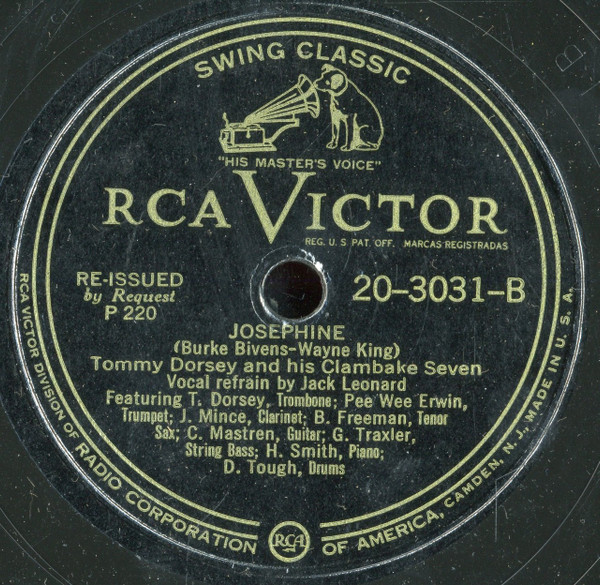 SWING CLASSIC
"HIS MASTER'S VOICE"
RCA VICTOR
REG. U.S. PAT. OFF. MARCAS REGISTRADAS
RE-ISSUED
by Request
P 220
20-3031-B
JOSEPHINE
(Burke Bivens-Wayne King)
Tommy Dorsey and his Clambake Seven
Vocal refrain by Jack Leonard
Featuring T. Dorsey, Trombone; Pee Wee Erwin,
Trumpet; J. Mince, Clarinet; B. Freeman, Tenor
Sax; C. Mastren, Guitar; G. Traxler,
String Bass; H. Smith, Piano;
D. Tough, Drums
RCA VICTOR DIVISION OF RADIO CORPORATION OF AMERICA, CAMDEN, N. J., MADE IN U. S. A.
RCA